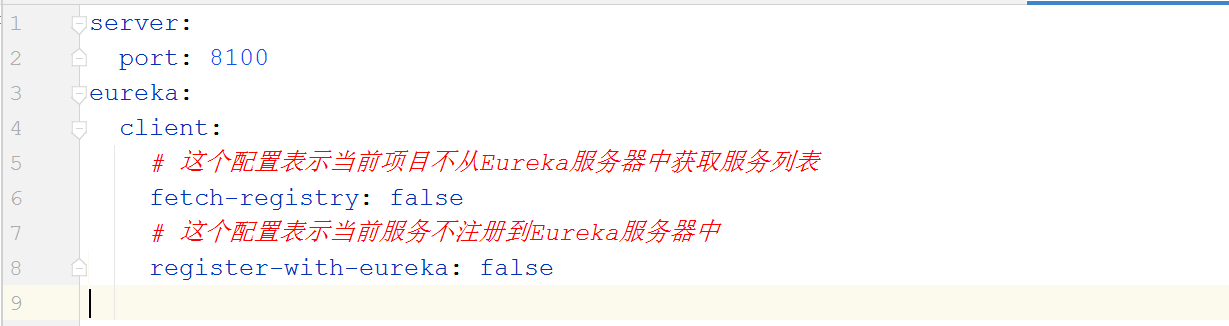 1 server:
2   port: 8100
3 eureka:
4   client:
5     # 这个配置表示当前项目不从Eureka服务器中获取服务列表
6     fetch-registry: false
7     # 这个配置表示当前服务不注册到Eureka服务器中
8     register-with-eureka: false
9